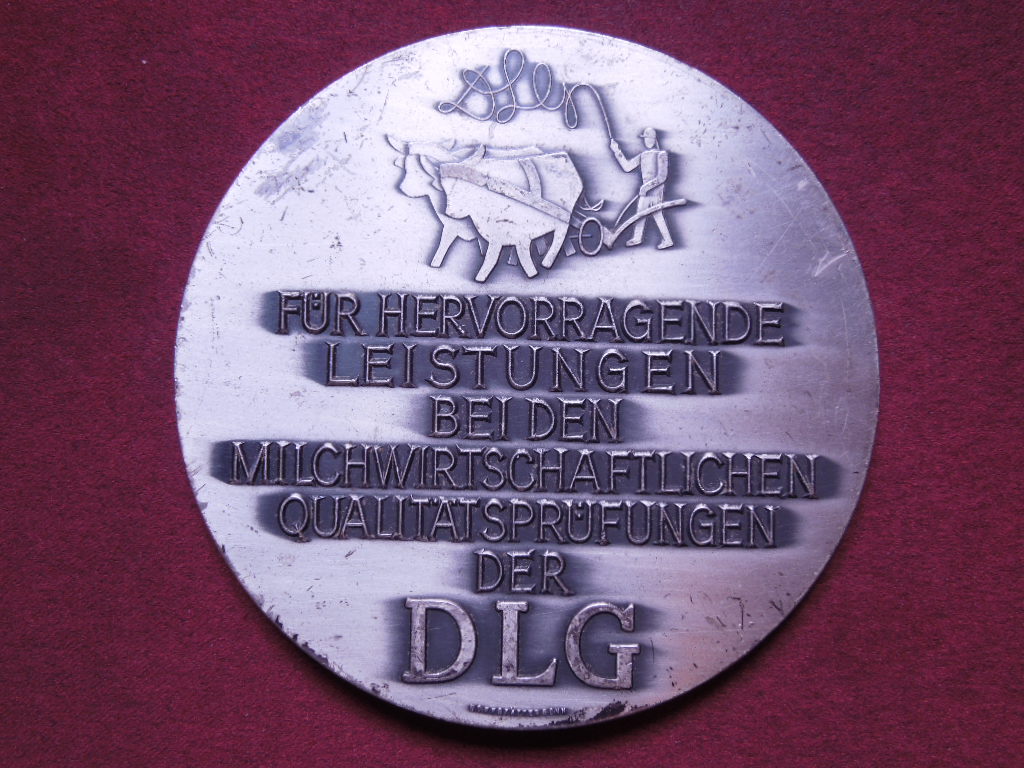 FÜR HERVORRAGENDE
LEISTUNGEN
BEI DEN
MILCHWIRTSCHAFTLICHEN
QUALITÄTSPRÜFUNGEN
DER
DLG